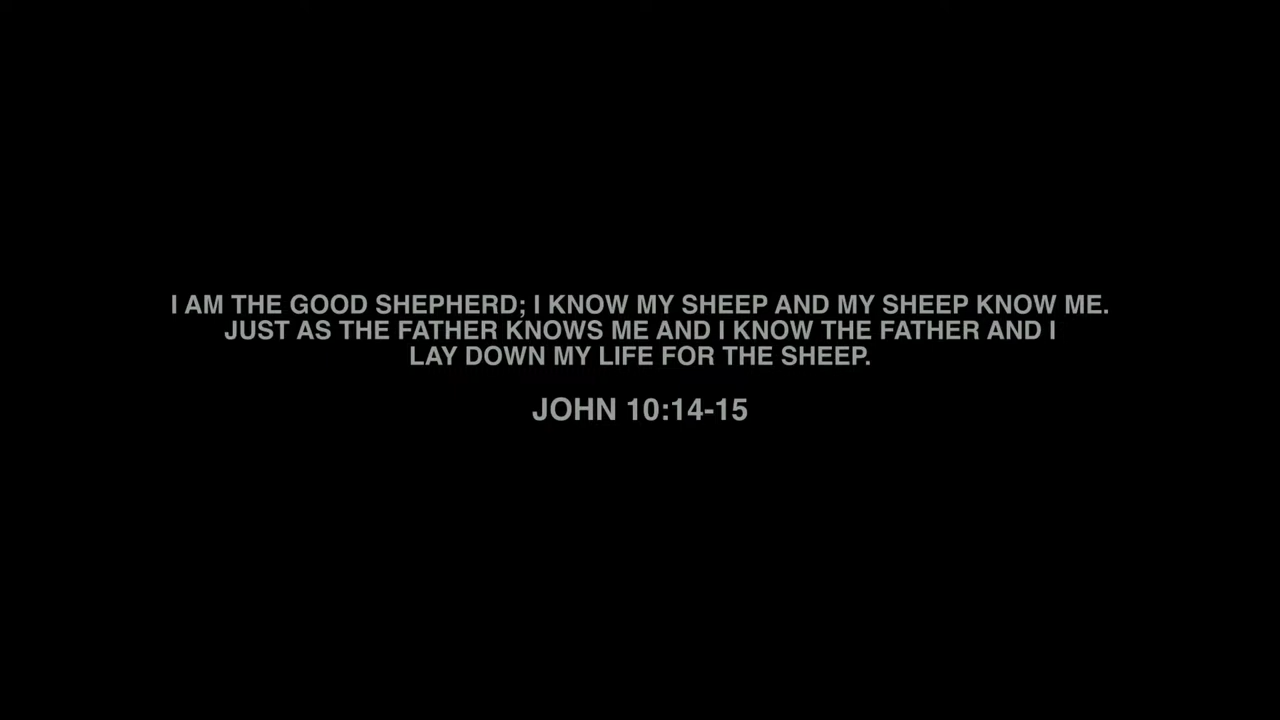 I AM THE GOOD SHEPHERD; I KNOW MY SHEEP AND MY SHEEP KNOW ME.
JUST AS THE FATHER KNOWS ME AND I KNOW THE FATHER AND I
LAY DOWN MY LIFE FOR THE SHEEP.
JOHN 10:14-15